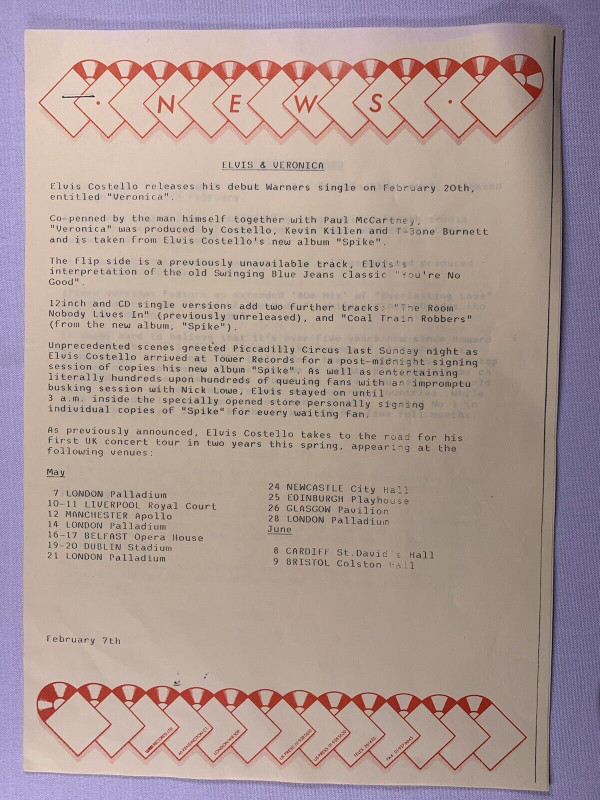 · N E W S ·
ELVIS & VERONICA
Elvis Costello releases his debut Warners single on February 20th,
entitled "Veronica".
Co-penned by the man himself together with Paul McCartney,
"Veronica" was produced by Costello, Kevin Killen and T-Bone Burnett
and is taken from Elvis Costello's new album "Spike".
The flip side is a previously unavailable track, Elvis's
interpretation of the old Swinging Blue Jeans classic "You're No
Good".
12inch and CD single versions add two further tracks: "The Room
Nobody Lives In" (previously unreleased), and "Coal Train Robbers"
(from the new album, "Spike").
Unprecedented scenes greeted Piccadilly Circus last Sunday night as
Elvis Costello arrived at Tower Records for a post-midnight signing
session of copies his new album "Spike". As well as entertaining
literally hundreds upon hundreds of queuing fans with an impromptu
busking session with Nick Lowe, Elvis stayed on until
3 a.m. inside the specially opened store personally signing
individual copies of "Spike" for every waiting fan.
As previously announced, Elvis Costello takes to the road for his
first UK concert tour in two years this spring, appearing at the
following venues:
May
7 LONDON Palladium
10-11 LIVERPOOL Royal Court
12 MANCHESTER Apollo
14 LONDON Palladium
16-17 BELFAST Opera House
19-20 DUBLIN Stadium
21 LONDON Palladium
24 NEWCASTLE City Hall
25 EDINBURGH Playhouse
26 GLASGOW Pavilion
28 LONDON Palladium
June
8 CARDIFF St.David's Hall
9 BRISTOL Colston Hall
February 7th